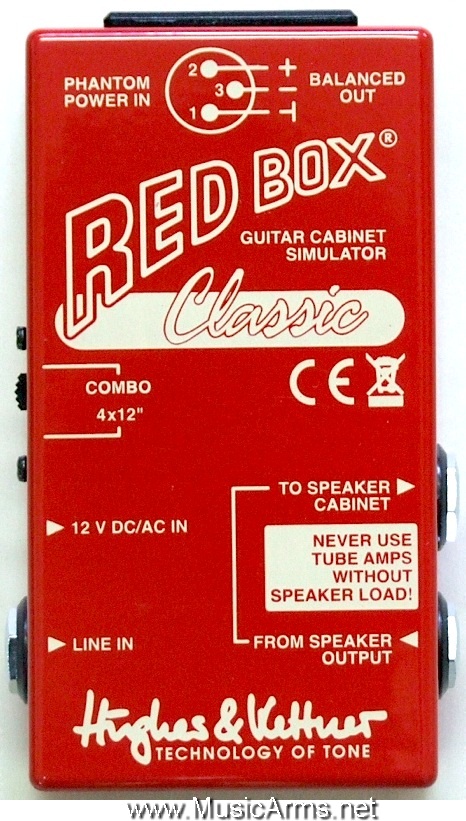 PHANTOM
POWER IN
2 +
3 −
1
BALANCED
OUT
RED BOX®
GUITAR CABINET
SIMULATOR
Classic
CE
COMBO
4x12"
TO SPEAKER
CABINET
12 V DC/AC IN
NEVER USE
TUBE AMPS
WITHOUT
SPEAKER LOAD!
LINE IN
FROM SPEAKER
OUTPUT
Hughes & Kettner
TECHNOLOGY OF TONE
www.MusicArms.net